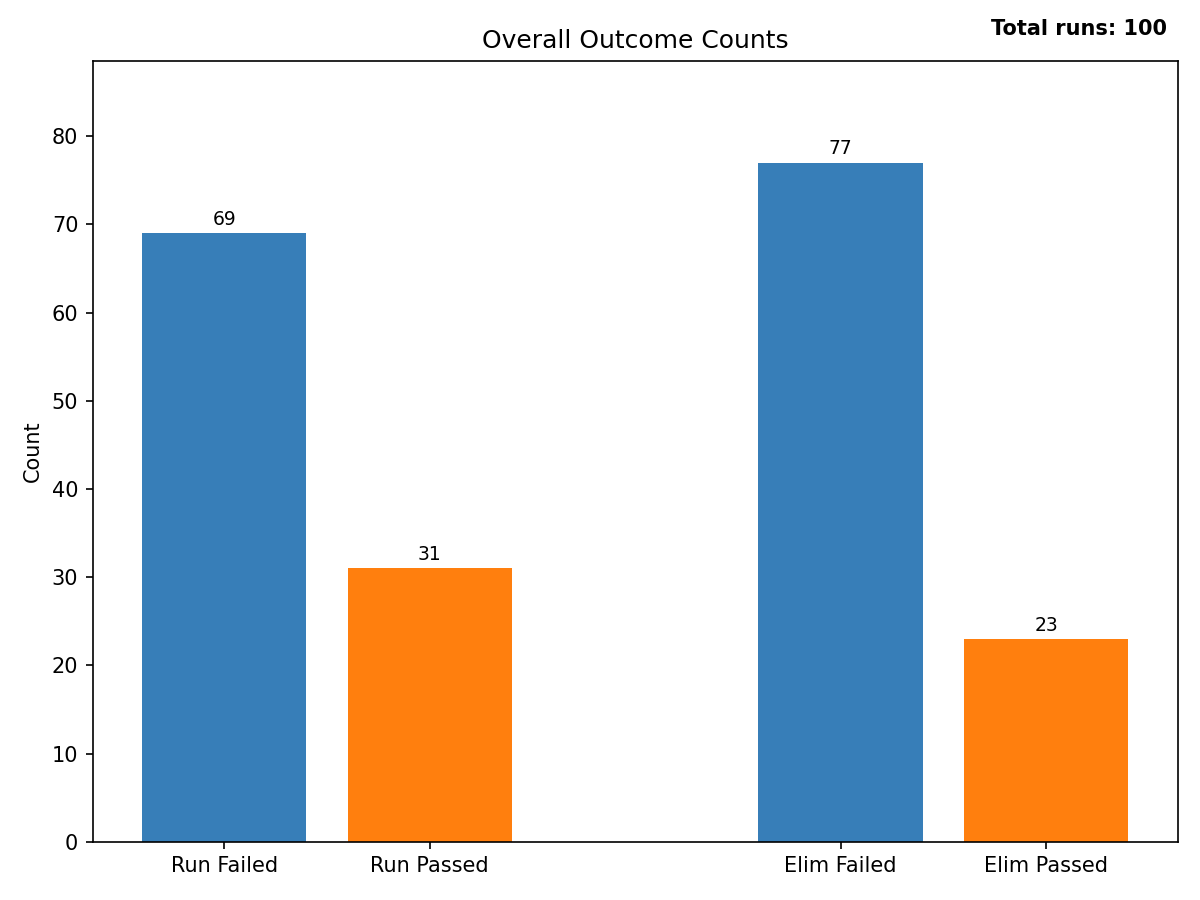 Total runs: 100
Overall Outcome Counts
Count
80
70
60
50
40
30
20
10
0
69
31
77
23
Run Failed
Run Passed
Elim Failed
Elim Passed